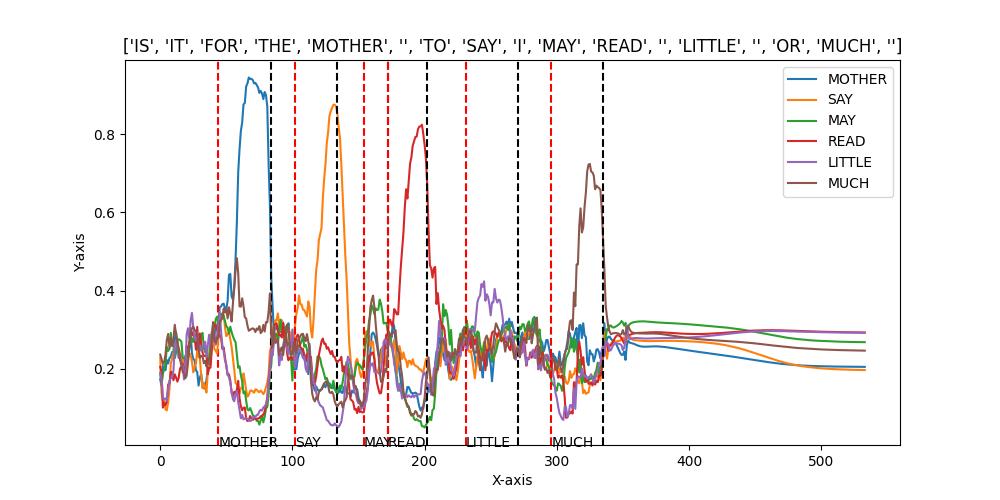 ['IS', 'IT', 'FOR', 'THE', 'MOTHER', '', 'TO', 'SAY', 'I', 'MAY', 'READ', '', 'LITTLE', '', 'OR', 'MUCH', '']
MOTHER
SAY
MAY
READ
LITTLE
MUCH
Y-axis
0.8
0.6
0.4
0.2
MOTHER SAY MAY READ LITTLE MUCH
0 100 200 300 400 500
X-axis